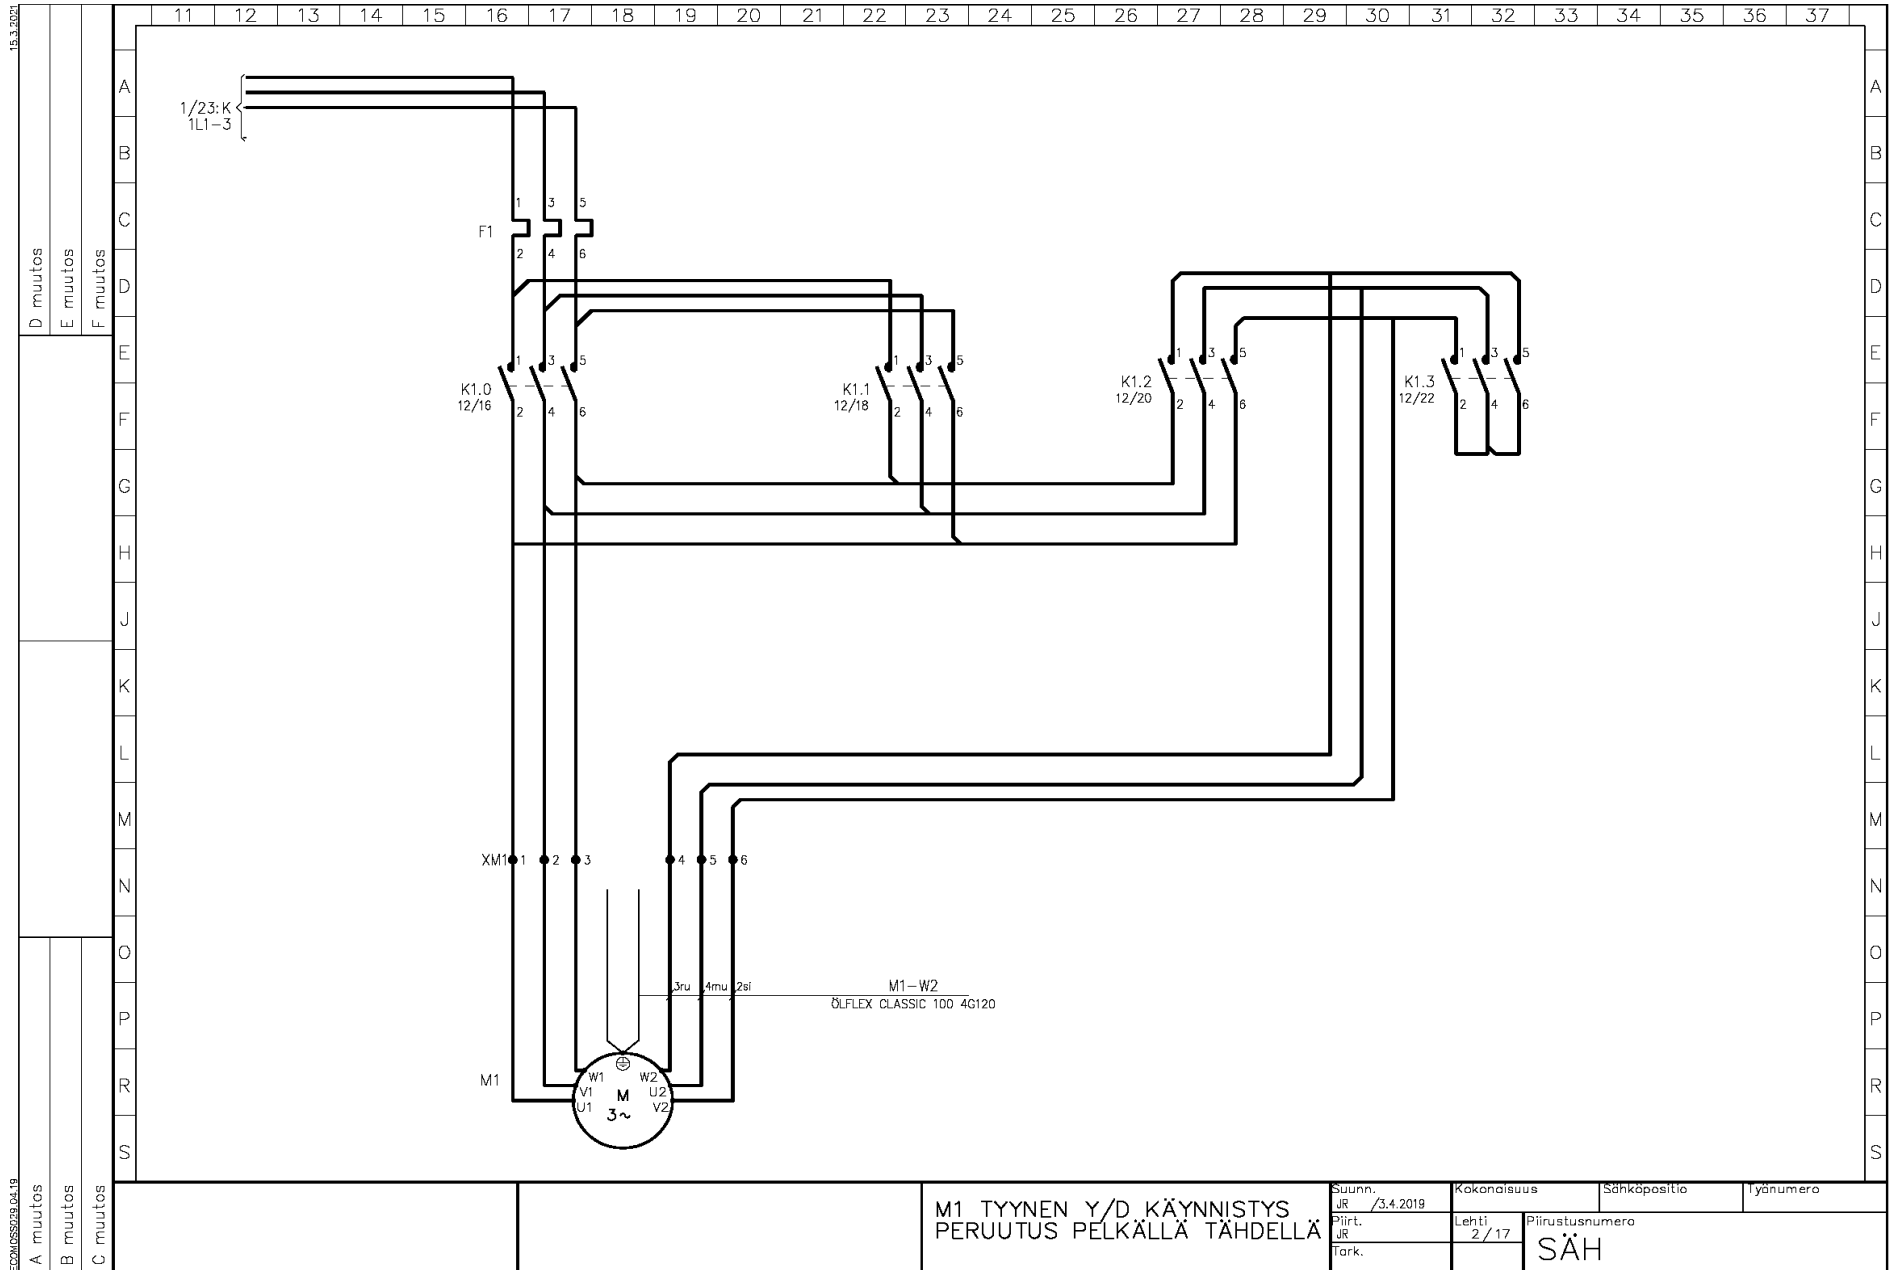 15.3.2021
11 12 13 14 15 16 17 18 19 20 21 22 23 24 25 26 27 28 29 30 31 32 33 34 35 36 37
A A
1/23:K
1L1-3
B B
1 3 5
C C
F1
2 4 6
D muutos
E muutos
F muutos
D D
E E
1 3 5
K1.0
12/16
2 4 6
1 3 5
K1.1
12/18
2 4 6
1 3 5
K1.2
12/20
2 4 6
1 3 5
K1.3
12/22
2 4 6
F F
G G
H H
J J
K K
L L
M M
XM1 1 2 3 4 5 6
N N
O O
3ru 4mu 2si
M1-W2
ÖLFLEX CLASSIC 100 4G120
P P
M1
W1 W2
V1 M U2
U1 3~ V2
R R
S S
A muutos
B muutos
C muutos
M1 TYYNEN Y/D KÄYNNISTYS
PERUUTUS PELKÄLLÄ TÄHDELLÄ
Suunn.
JR /3.4.2019
Piirt.
JR
Tark.
Kokonaisuus
Sähköpositio
Työnumero
Lehti
2/17
Piirustusnumero
SÄH